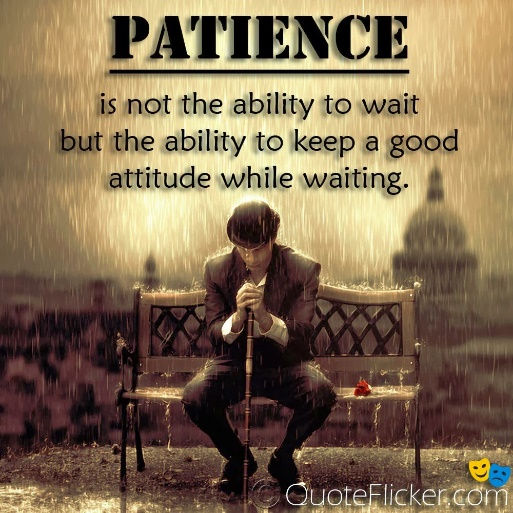 PATIENCE
is not the ability to wait
but the ability to keep a good
attitude while waiting.
© QuoteFlicker.com